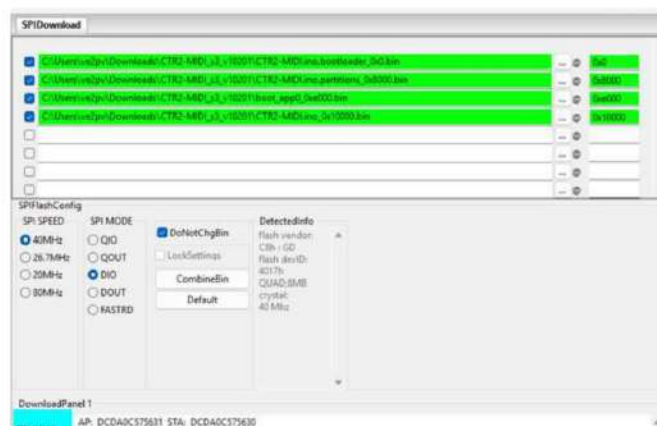 SPIDownload
C:\Users\ve2pv\Downloads\CTR2-MIDI_s3_v10201\CTR2-MIDI.ino.bootloader_0x0.bin ... @ 0x0
C:\Users\ve2pv\Downloads\CTR2-MIDI_s3_v10201\CTR2-MIDI.ino.partitions_0x8000.bin ... @ 0x8000
C:\Users\ve2pv\Downloads\CTR2-MIDI_s3_v10201\boot_app0_0xe000.bin ... @ 0xe000
C:\Users\ve2pv\Downloads\CTR2-MIDI_s3_v10201\CTR2-MIDI.ino_0x10000.bin ... @ 0x10000
... @
... @
... @
... @
SPIFlashConfig
SPI SPEED SPI MODE DetectedInfo
40MHz QIO DoNotChgBin flash vendor:
C8h : GD
26.7MHz QOUT LockSettings flash devID:
4017h
20MHz DIO CombineBin QUAD;8MB
crystal:
80MHz DOUT Default 40 Mhz
FASTRD
DownloadPanel 1
AP: DCDA0C575631 STA: DCDA0C575630